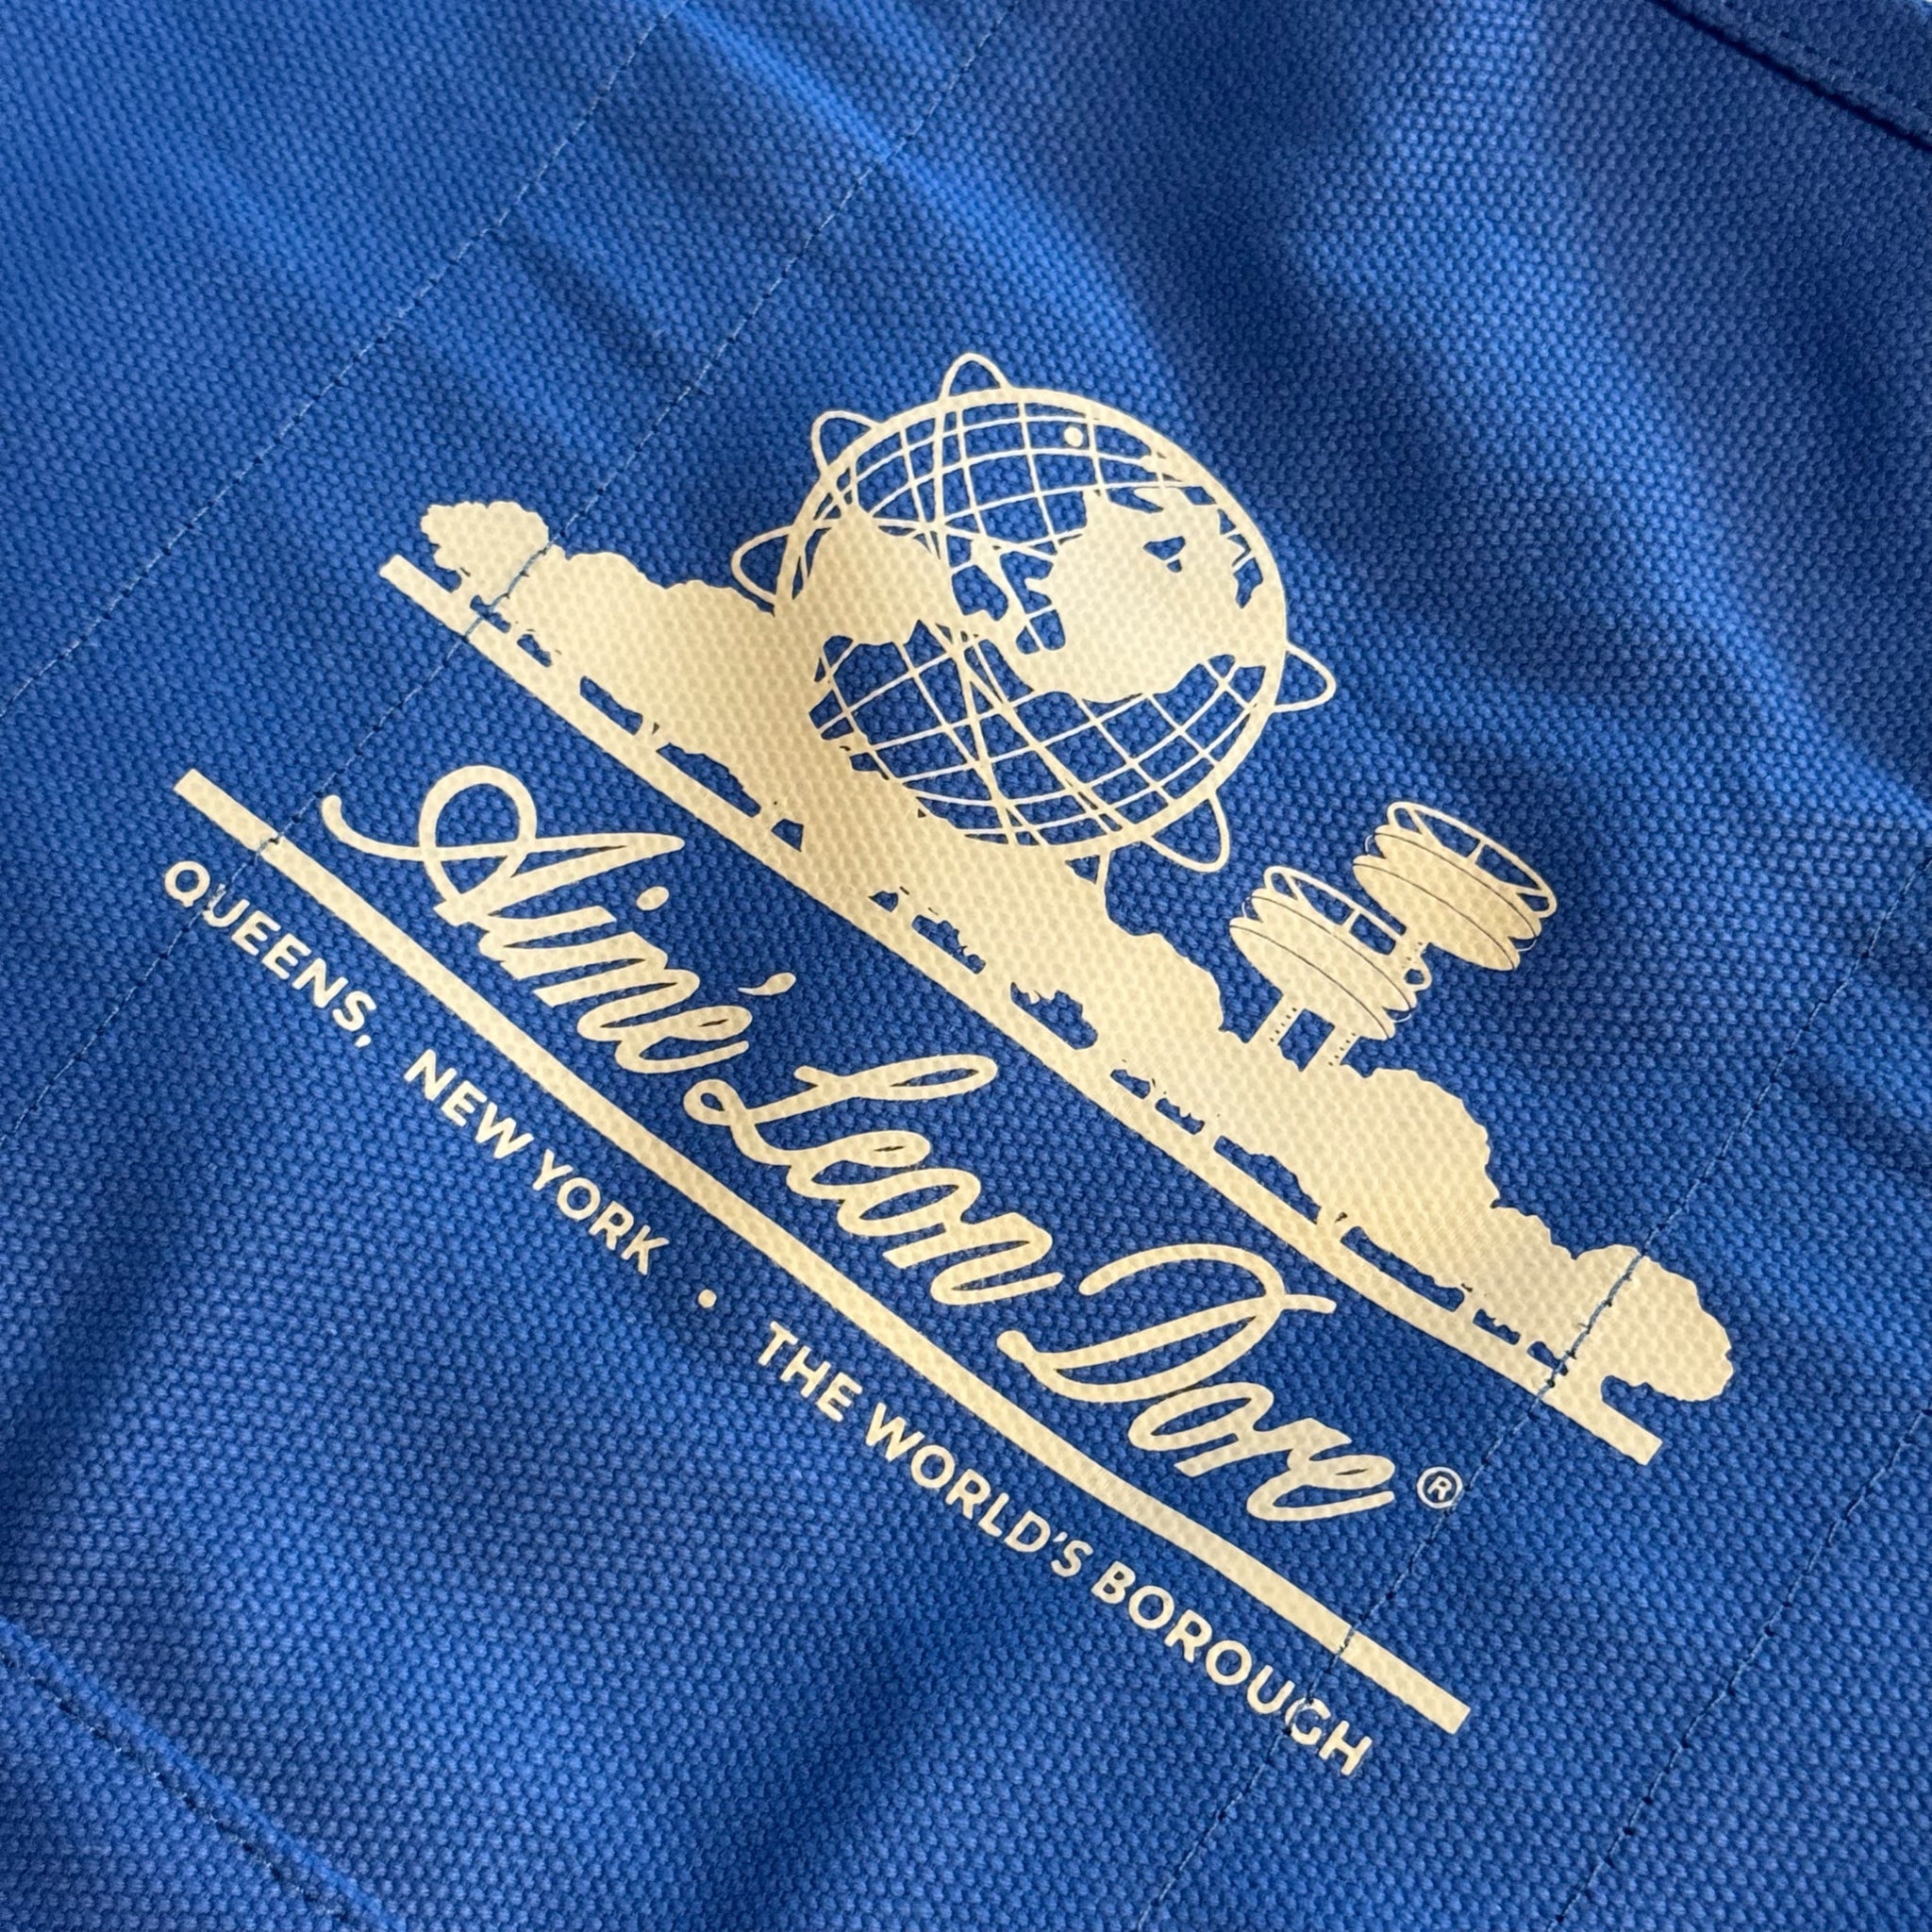 Aimé Leon Dore®
QUEENS, NEW YORK • THE WORLD'S BOROUGH